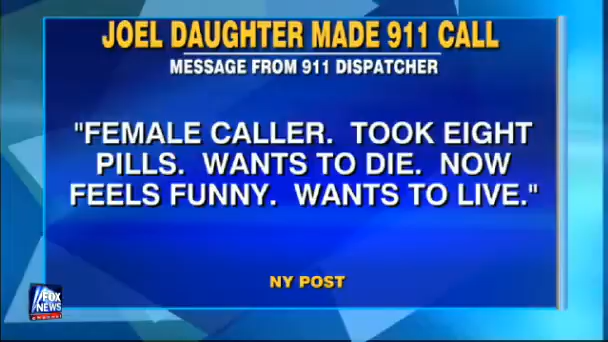 JOEL DAUGHTER MADE 911 CALL
MESSAGE FROM 911 DISPATCHER
"FEMALE CALLER.  TOOK EIGHT
PILLS.  WANTS TO DIE.  NOW
FEELS FUNNY.  WANTS TO LIVE."
NY POST
FOX
NEWS